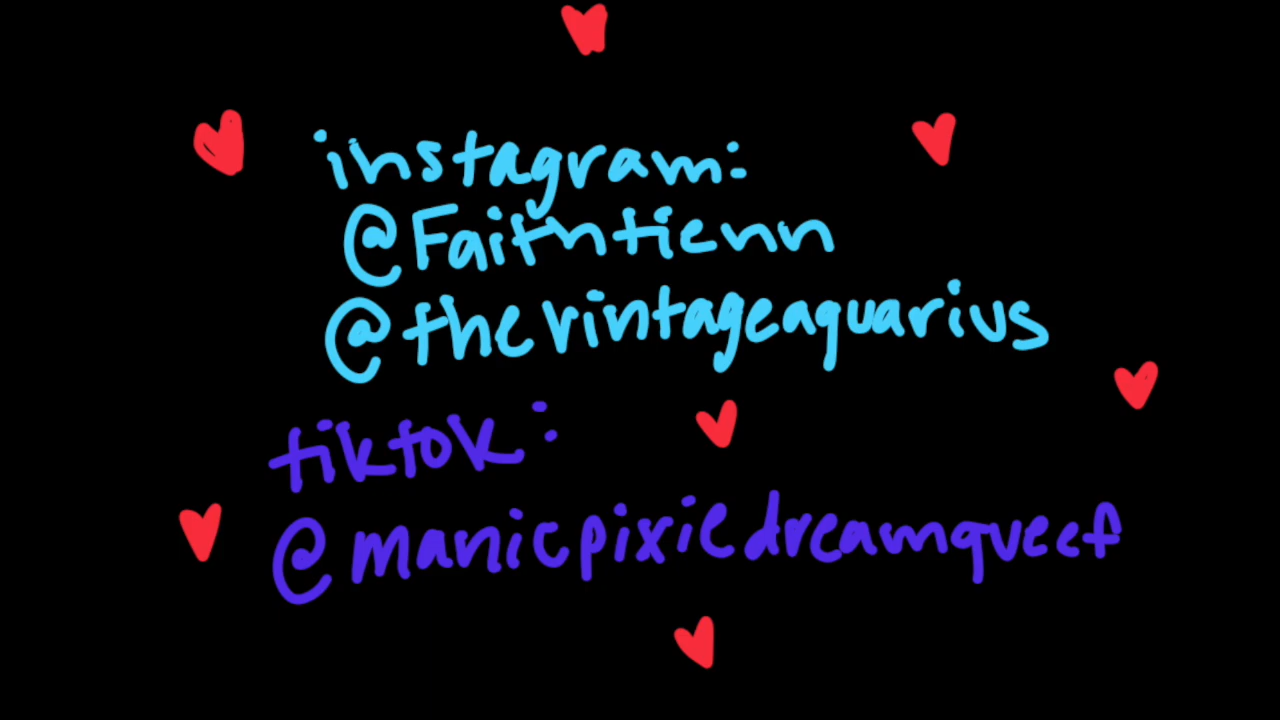 instagram:
@Faithtienn
@thevintageaquarius
tiktok:
@manicpixiedreamqueef